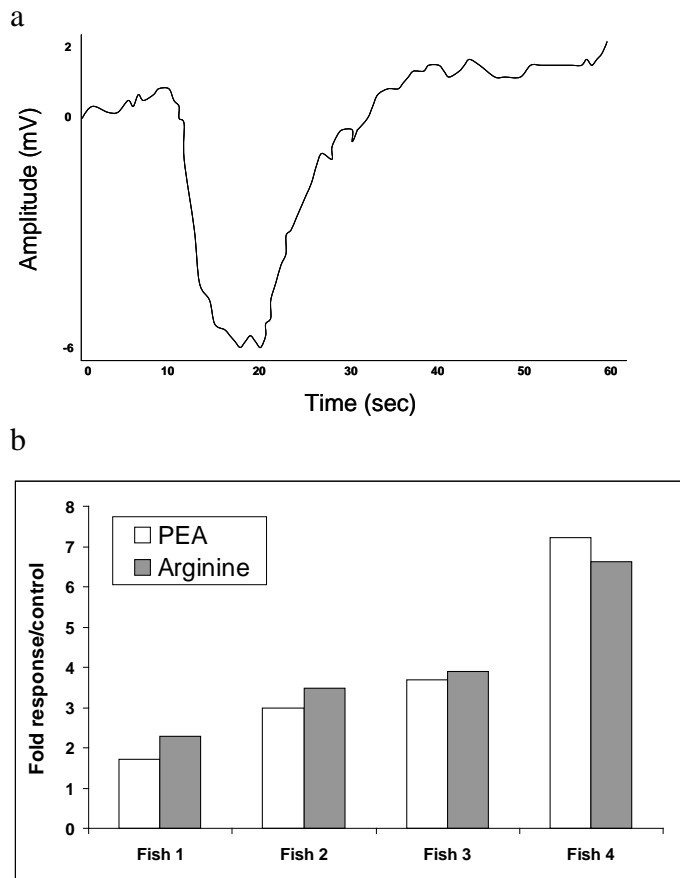 a
2
0
-6
Amplitude (mV)
0 10 20 30 40 50 60
Time (sec)
b
8
7
6
5
4
3
2
1
0
Fold response/control
PEA
Arginine
Fish 1 Fish 2 Fish 3 Fish 4